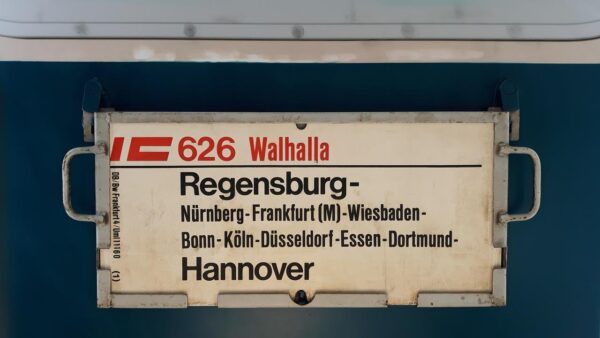 IC 626 Walhalla
Regensburg-
Nürnberg-Frankfurt (M)-Wiesbaden-
Bonn-Köln-Düsseldorf-Essen-Dortmund-
Hannover